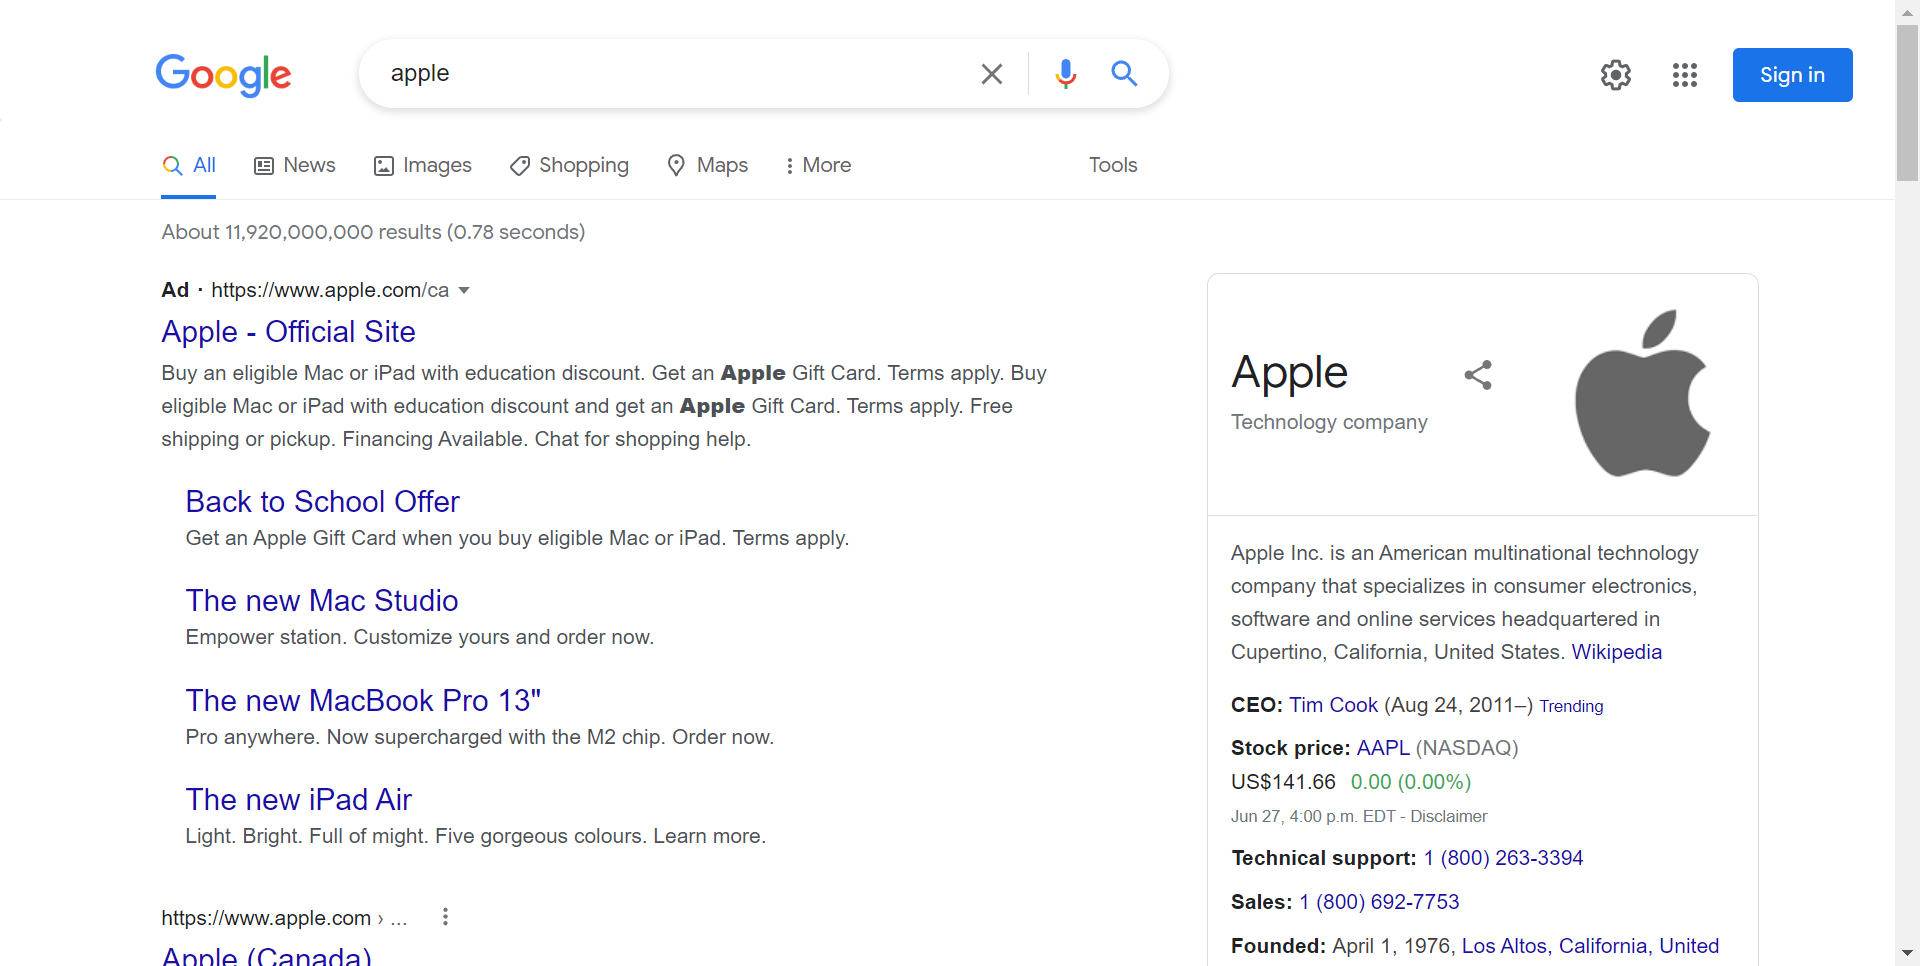 Google
apple
Sign in
All
News
Images
Shopping
Maps
More
Tools
About 11,920,000,000 results (0.78 seconds)
Ad · https://www.apple.com/ca
Apple - Official Site
Buy an eligible Mac or iPad with education discount. Get an Apple Gift Card. Terms apply. Buy
eligible Mac or iPad with education discount and get an Apple Gift Card. Terms apply. Free
shipping or pickup. Financing Available. Chat for shopping help.
Back to School Offer
Get an Apple Gift Card when you buy eligible Mac or iPad. Terms apply.
The new Mac Studio
Empower station. Customize yours and order now.
The new MacBook Pro 13"
Pro anywhere. Now supercharged with the M2 chip. Order now.
The new iPad Air
Light. Bright. Full of might. Five gorgeous colours. Learn more.
https://www.apple.com › ...
Apple (Canada)
Apple
Technology company
Apple Inc. is an American multinational technology
company that specializes in consumer electronics,
software and online services headquartered in
Cupertino, California, United States. Wikipedia
CEO: Tim Cook (Aug 24, 2011–) Trending
Stock price: AAPL (NASDAQ)
US$141.66 0.00 (0.00%)
Jun 27, 4:00 p.m. EDT - Disclaimer
Technical support: 1 (800) 263-3394
Sales: 1 (800) 692-7753
Founded: April 1, 1976, Los Altos, California, United